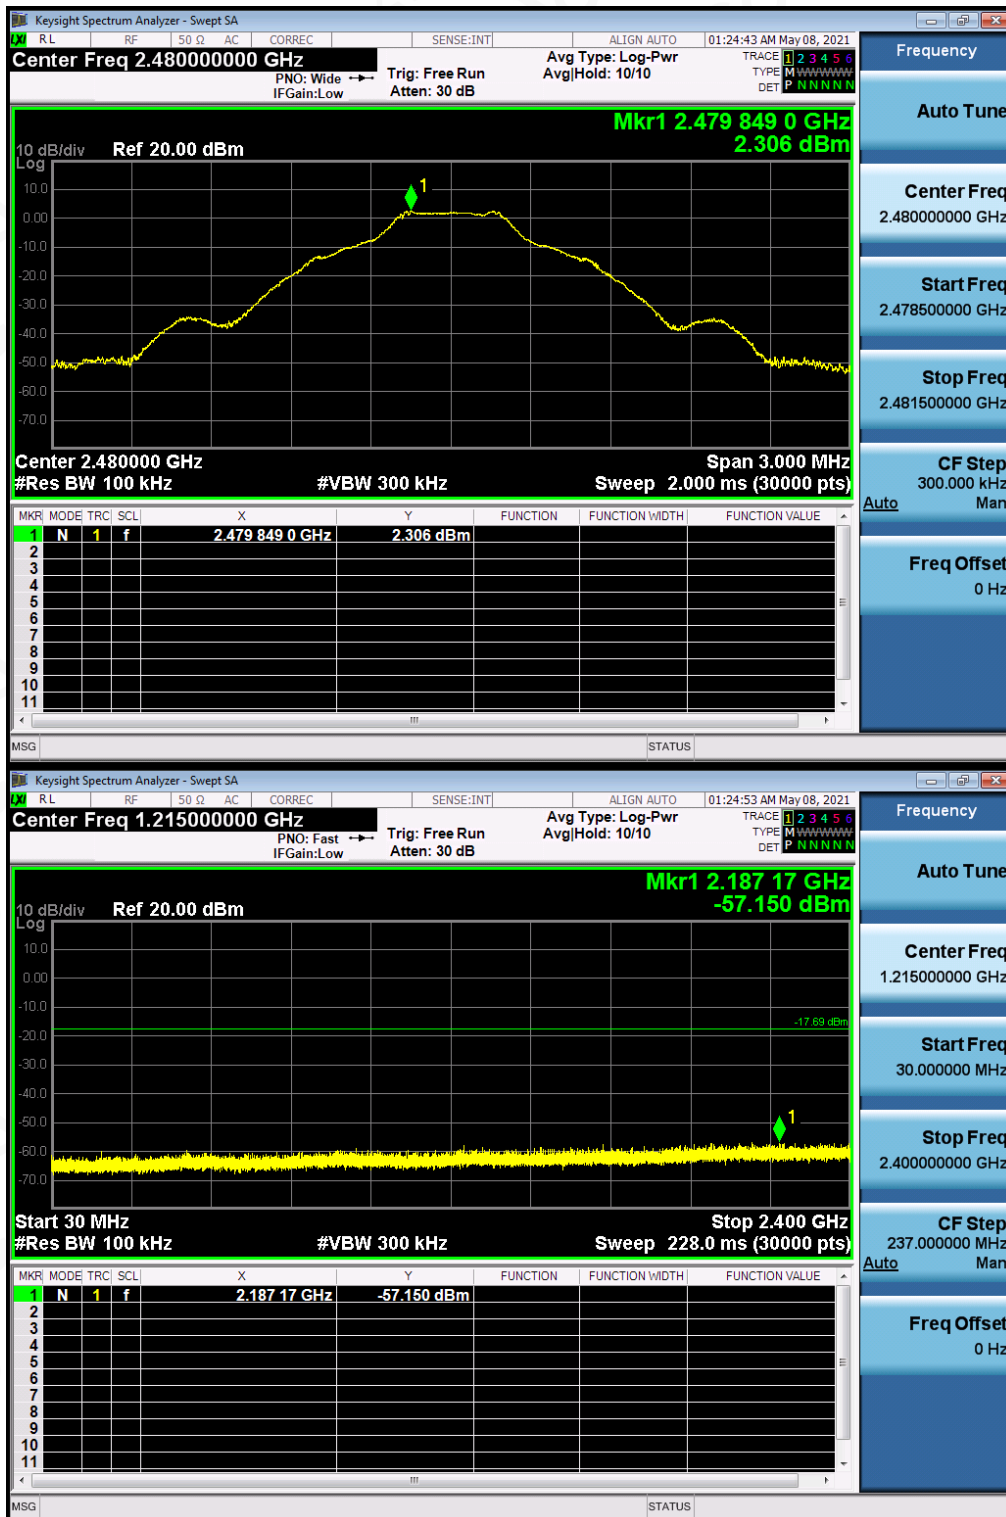 Keysight Spectrum Analyzer - Swept SA
LXI RL RF 50 Ω AC CORREC SENSE:INT ALIGN AUTO 01:24:43 AM May 08, 2021
Center Freq 2.480000000 GHz
PNO: Wide
IFGain:Low
Trig: Free Run
Atten: 30 dB
Avg Type: Log-Pwr
Avg|Hold: 10/10
TRACE 1 2 3 4 5 6
TYPE M WWWWW
DET P N N N N N
Mkr1 2.479 849 0 GHz
2.306 dBm
10 dB/div Ref 20.00 dBm
Log
10.0
0.00
-10.0
-20.0
-30.0
-40.0
-50.0
-60.0
-70.0
1
Center 2.480000 GHz Span 3.000 MHz
#Res BW 100 kHz #VBW 300 kHz Sweep 2.000 ms (30000 pts)
MKR MODE TRC SCL X Y FUNCTION FUNCTION WIDTH FUNCTION VALUE
1 N 1 f 2.479 849 0 GHz 2.306 dBm
2
3
4
5
6
7
8
9
10
11
MSG STATUS
Frequency
Auto Tune
Center Freq
2.480000000 GHz
Start Freq
2.478500000 GHz
Stop Freq
2.481500000 GHz
CF Step
300.000 kHz
Auto Man
Freq Offset
0 Hz
Keysight Spectrum Analyzer - Swept SA
LXI RL RF 50 Ω AC CORREC SENSE:INT ALIGN AUTO 01:24:53 AM May 08, 2021
Center Freq 1.215000000 GHz
PNO: Fast
IFGain:Low
Trig: Free Run
Atten: 30 dB
Avg Type: Log-Pwr
Avg|Hold: 10/10
TRACE 1 2 3 4 5 6
TYPE M WWWWW
DET P N N N N N
Mkr1 2.187 17 GHz
-57.150 dBm
10 dB/div Ref 20.00 dBm
Log
10.0
0.00
-10.0
-20.0
-30.0
-40.0
-50.0
-60.0
-70.0
-17.69 dBm
1
Start 30 MHz Stop 2.400 GHz
#Res BW 100 kHz #VBW 300 kHz Sweep 228.0 ms (30000 pts)
MKR MODE TRC SCL X Y FUNCTION FUNCTION WIDTH FUNCTION VALUE
1 N 1 f 2.187 17 GHz -57.150 dBm
2
3
4
5
6
7
8
9
10
11
MSG STATUS
Frequency
Auto Tune
Center Freq
1.215000000 GHz
Start Freq
30.000000 MHz
Stop Freq
2.400000000 GHz
CF Step
237.000000 MHz
Auto Man
Freq Offset
0 Hz